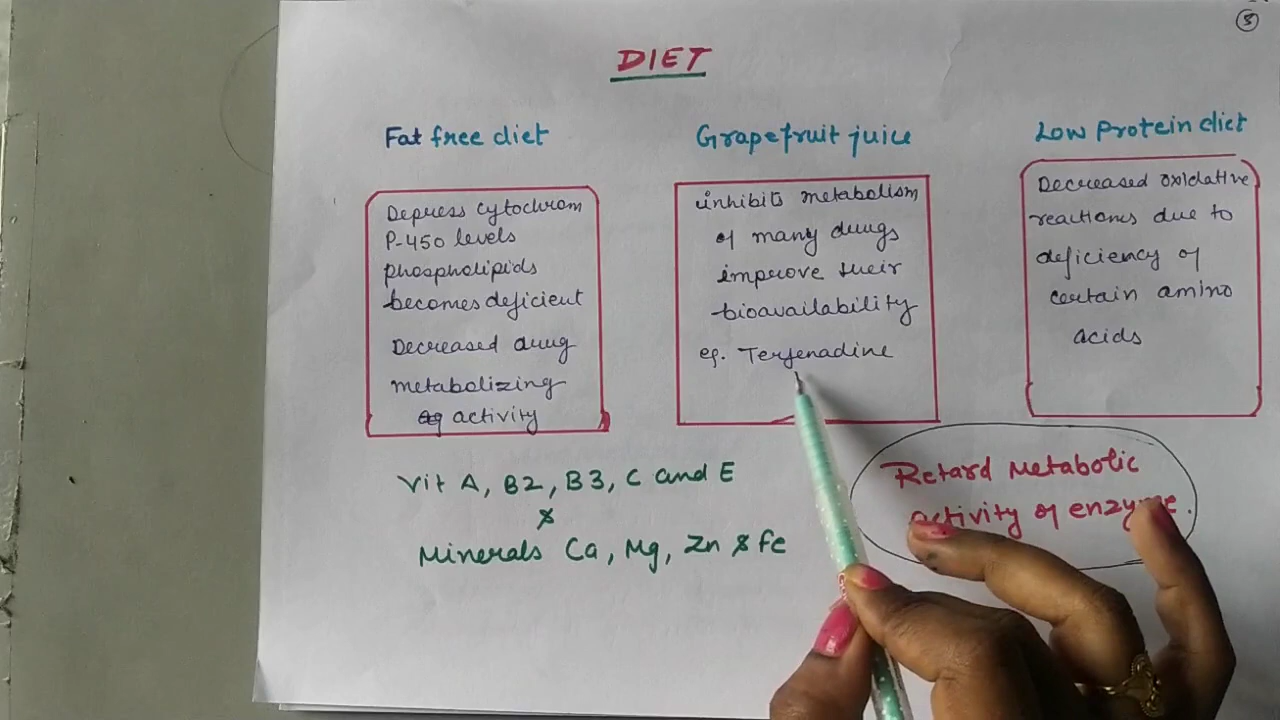 5
DIET
Fat free diet
Depress cytochrom
P-450 levels
phospholipids
becomes deficient
Decreased drug
metabolizing
activity
Grapefruit juice
inhibits metabolism
of many drugs
improve their
bioavailability
eg. Terfenadine
Low Protein diet
Decreased oxidative
reactions due to
deficiency of
certain amino
acids
Vit A, B2, B3, C and E
&
Minerals Ca, Mg, Zn & Fe
Retard Metabolic
activity of enzyme.